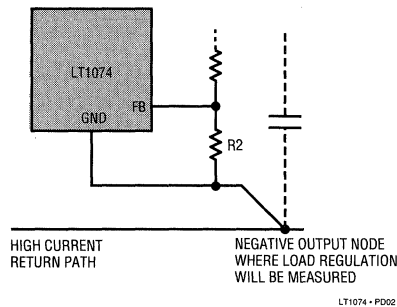 LT1074
FB
GND
R2
HIGH CURRENT
RETURN PATH
NEGATIVE OUTPUT NODE
WHERE LOAD REGULATION
WILL BE MEASURED
LT1074 • PD02